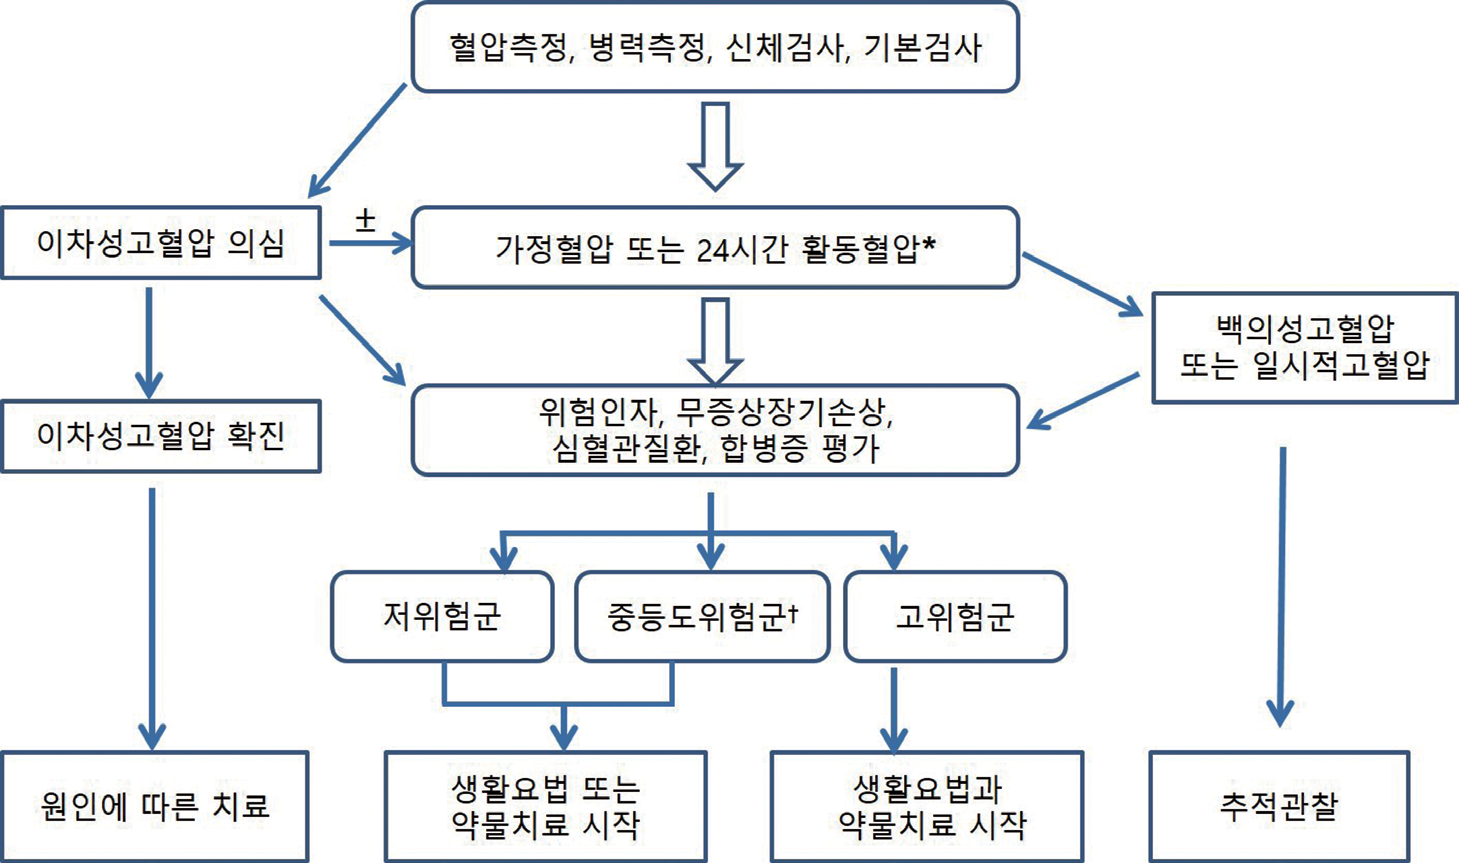 혈압측정, 병력측정, 신체검사, 기본검사
이차성고혈압 의심
±
가정혈압 또는 24시간 활동혈압*
백의성고혈압
또는 일시적고혈압
이차성고혈압 확진
위험인자, 무증상장기손상,
심혈관질환, 합병증 평가
저위험군
중등도위험군†
고위험군
원인에 따른 치료
생활요법 또는
약물치료 시작
생활요법과
약물치료 시작
추적관찰